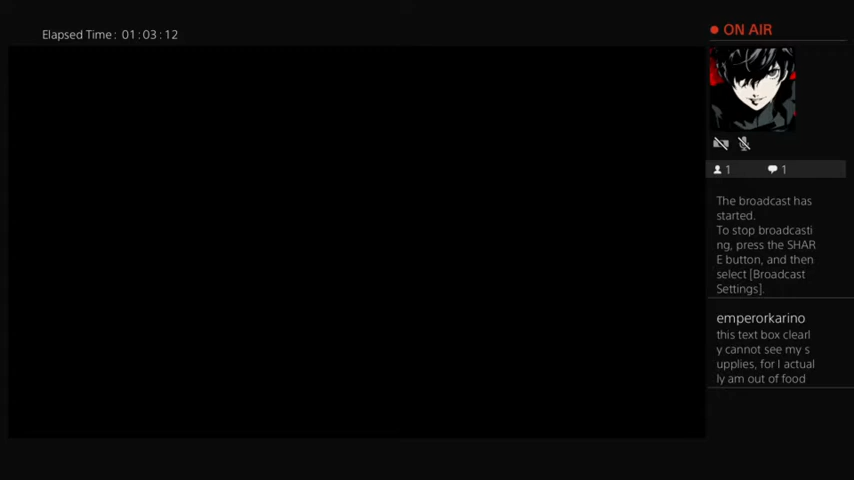 Elapsed Time : 01:03:12
ON AIR
1
1
The broadcast has
started.
To stop broadcasti
ng, press the SHAR
E button, and then
select [Broadcast
Settings].
emperorkarino
this text box clearl
y cannot see my s
upplies, for I actual
ly am out of food